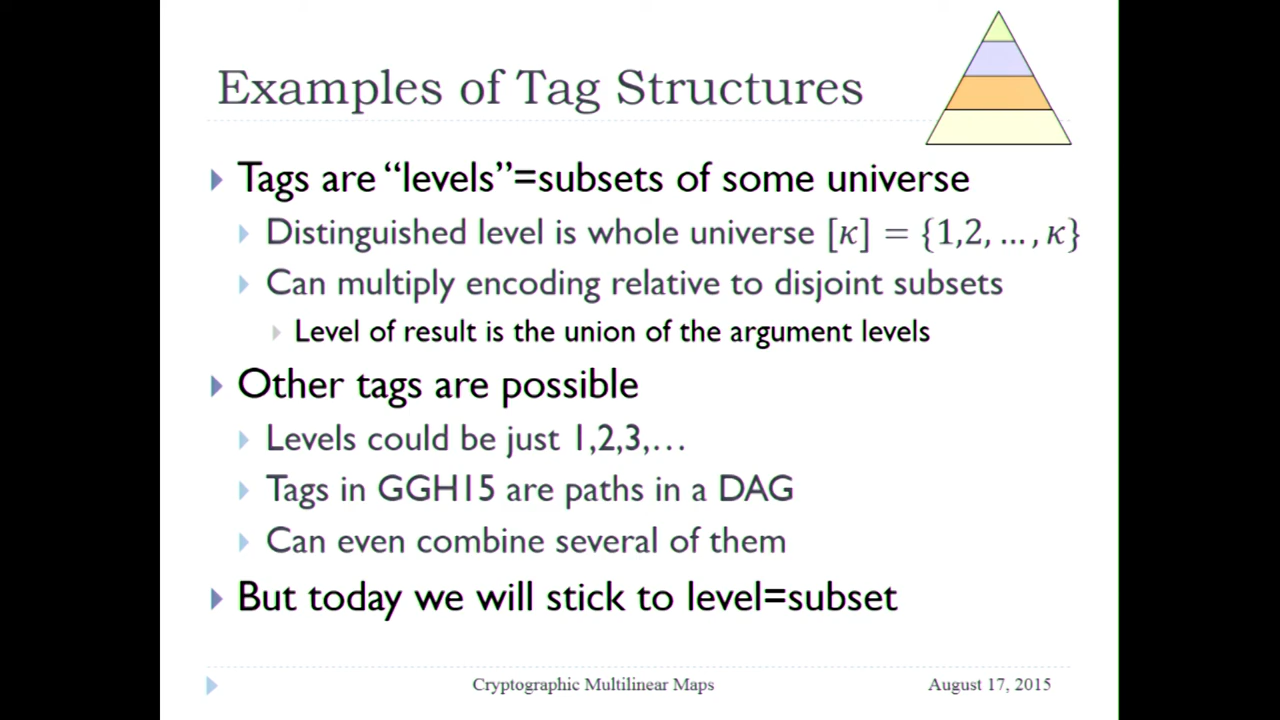 Examples of Tag Structures
Tags are “levels”=subsets of some universe
Distinguished level is whole universe [κ] = {1,2, … , κ}
Can multiply encoding relative to disjoint subsets
Level of result is the union of the argument levels
Other tags are possible
Levels could be just 1,2,3,…
Tags in GGH15 are paths in a DAG
Can even combine several of them
But today we will stick to level=subset
Cryptographic Multilinear Maps
August 17, 2015